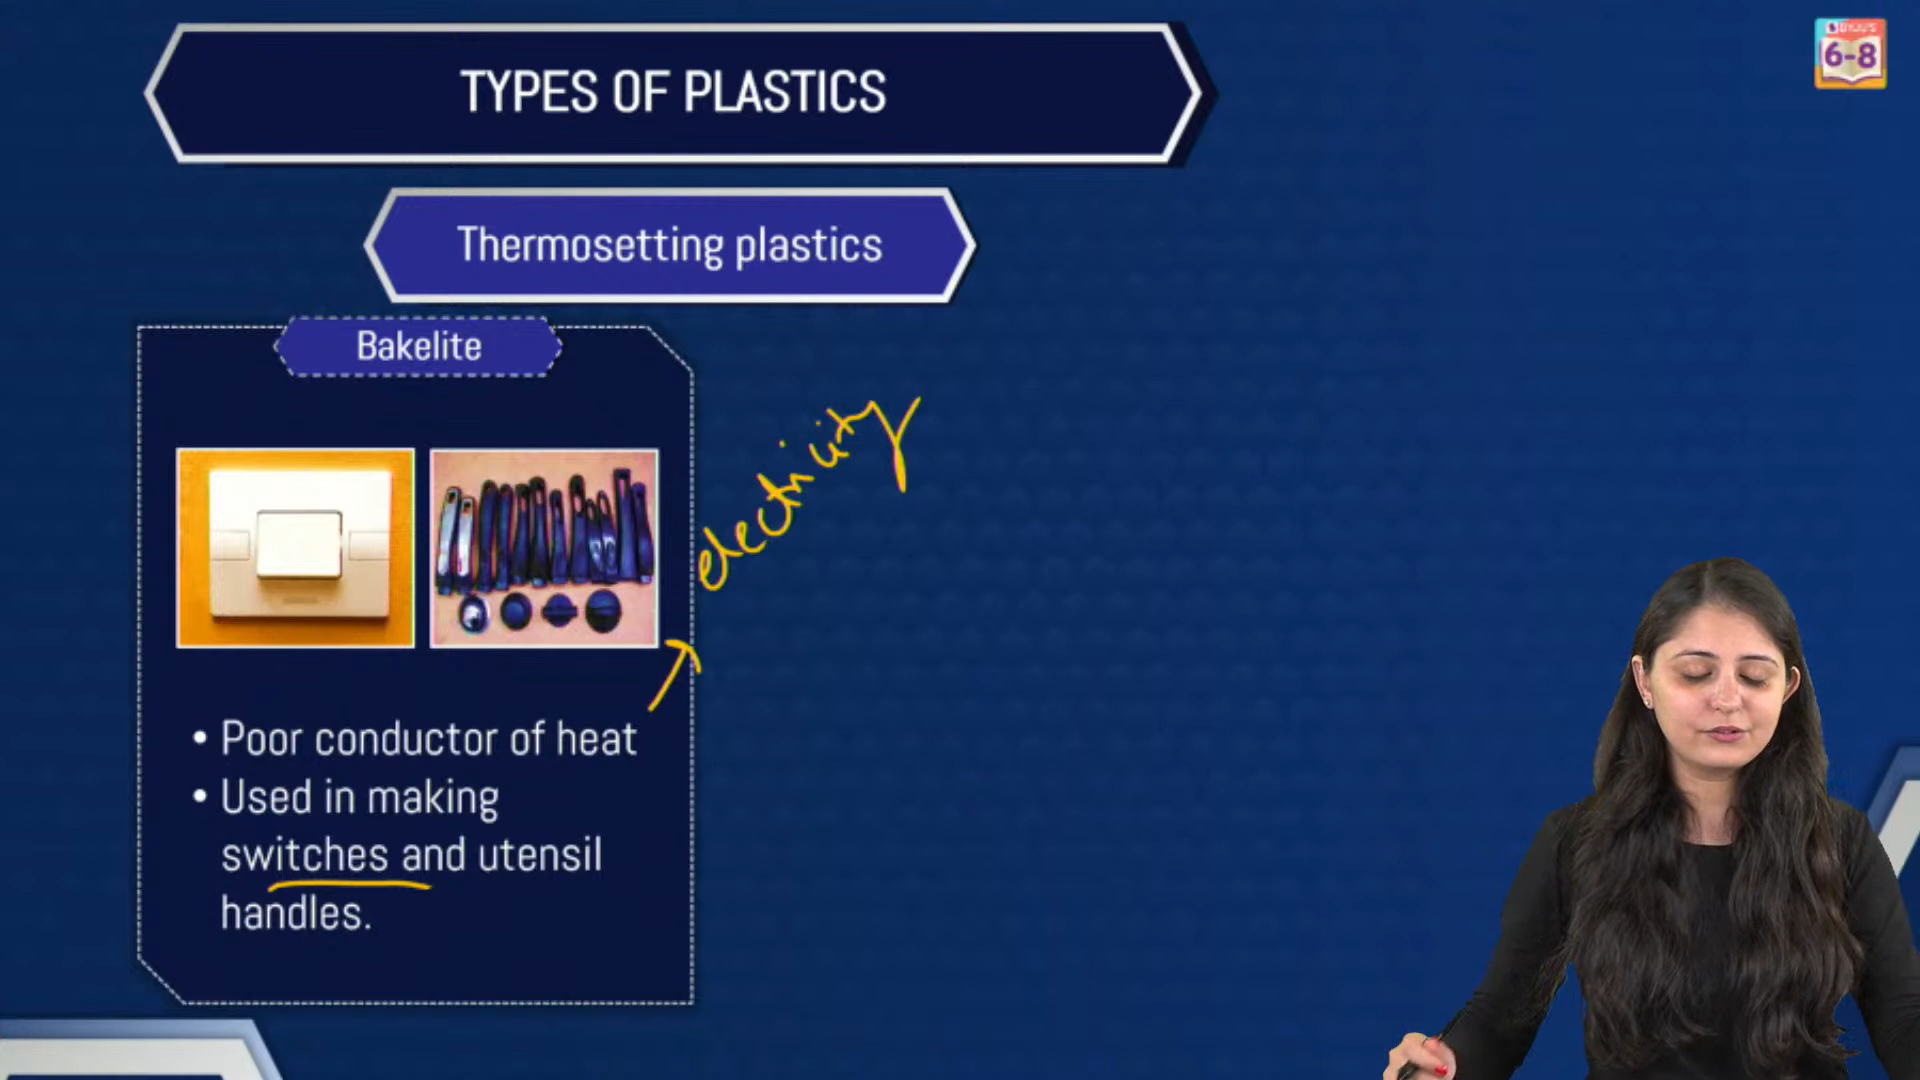 TYPES OF PLASTICS
BYJU'S
6-8
Thermosetting plastics
Bakelite
electricity
• Poor conductor of heat
• Used in making
switches and utensil
handles.